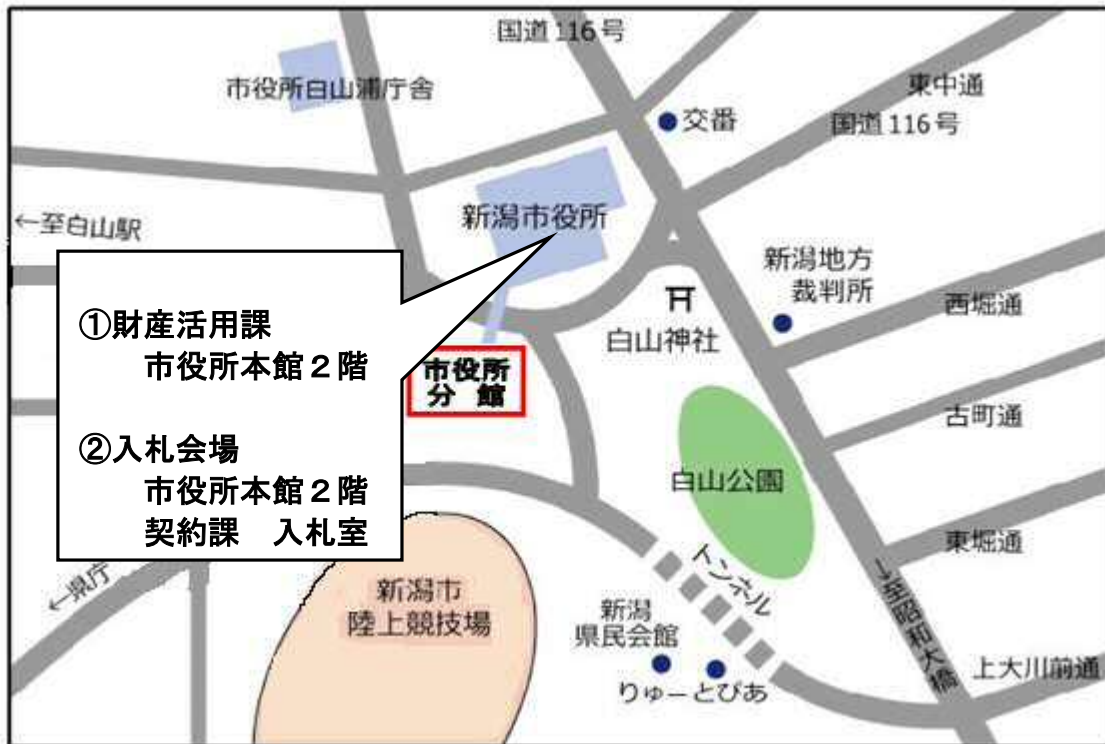 国道116号
市役所白山浦庁舎
東中通
国道116号
交番
新潟市役所
←至白山駅
新潟地方
裁判所
西堀通
白山神社
①財産活用課
市役所本館２階
②入札会場
市役所本館２階
契約課　入札室
市役所
分　館
古町通
白山公園
東堀通
トンネル
←県庁
新潟市
陸上競技場
新潟
県民会館
りゅーとぴあ
→至昭和大橋
上大川前通